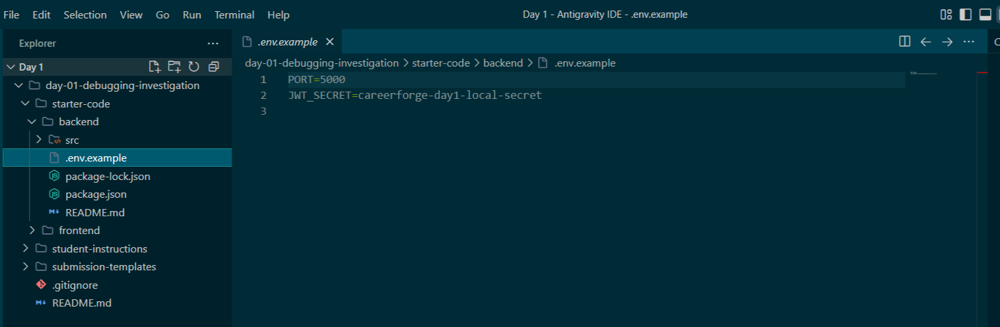 File Edit Selection View Go Run Terminal Help
Day 1 - Antigravity IDE - .env.example
Explorer
Day 1
day-01-debugging-investigation
starter-code
backend
src
.env.example
package-lock.json
package.json
README.md
frontend
student-instructions
submission-templates
.gitignore
README.md
.env.example
day-01-debugging-investigation > starter-code > backend > .env.example
1 PORT=5000
2 JWT_SECRET=careerforge-day1-local-secret
3